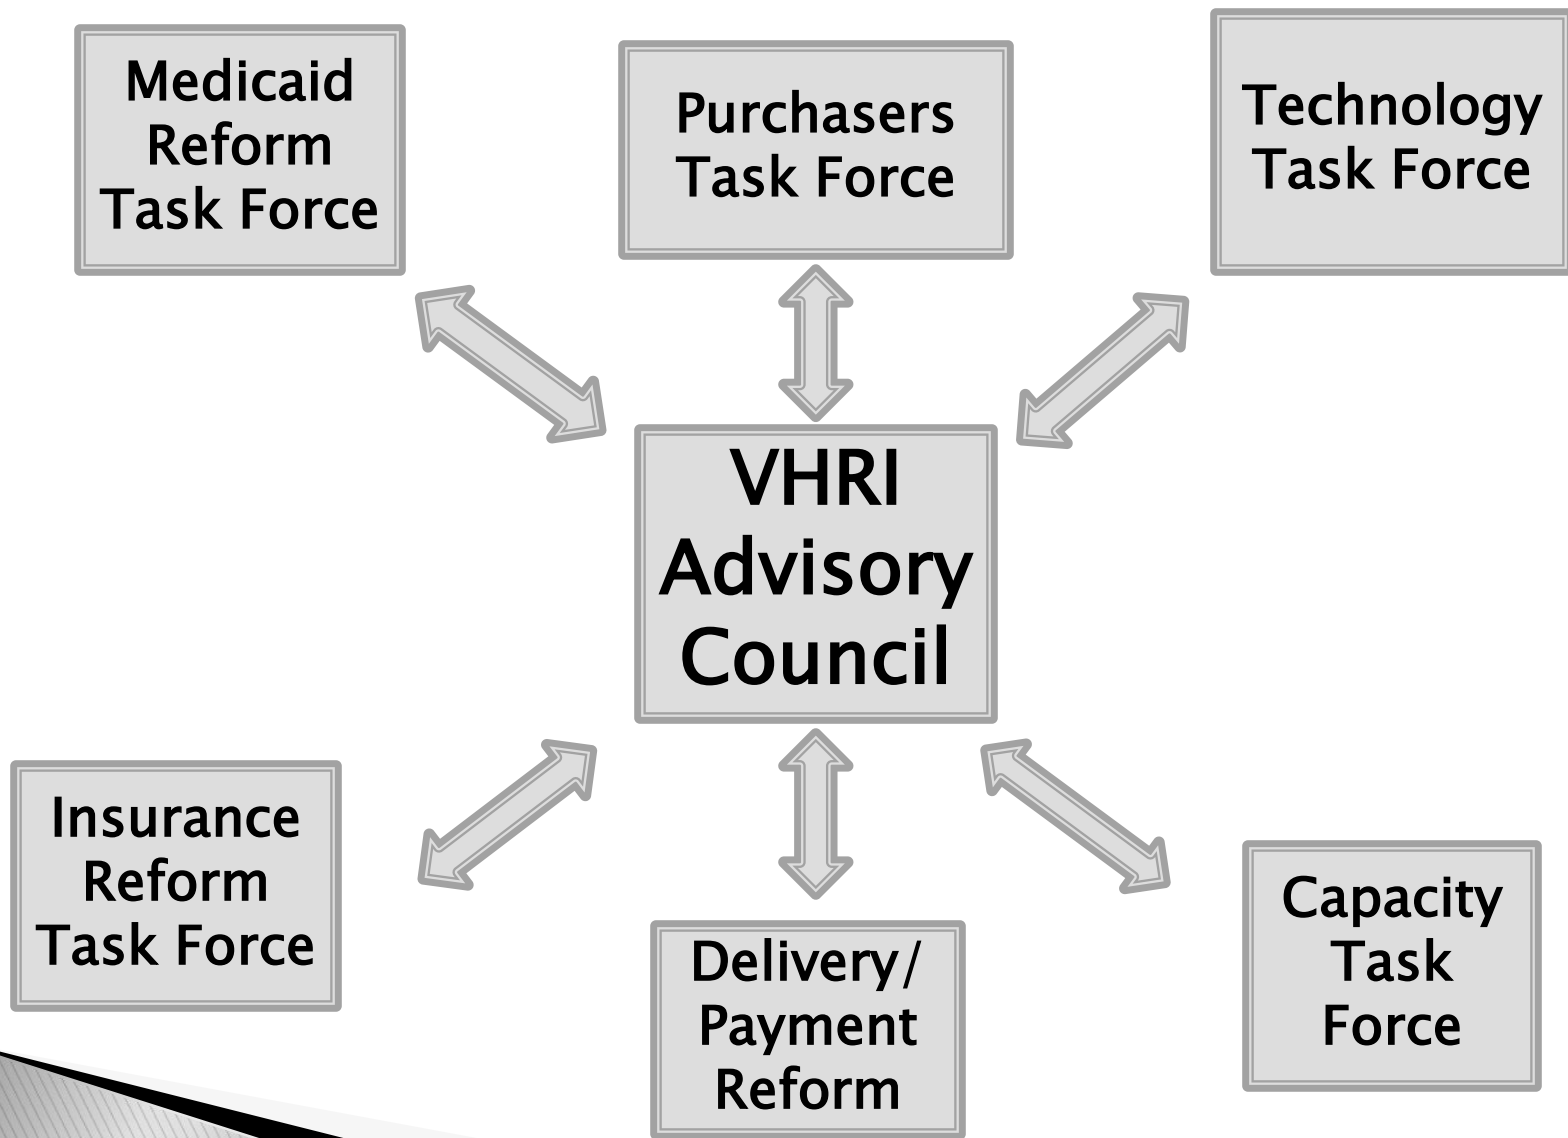 Medicaid
Reform
Task Force
Purchasers
Task Force
Technology
Task Force
VHRI
Advisory
Council
Insurance
Reform
Task Force
Delivery/
Payment
Reform
Capacity
Task
Force